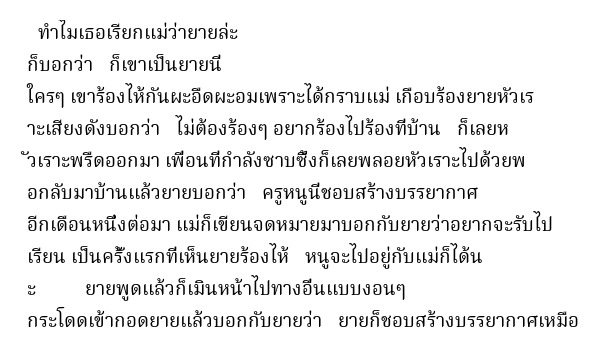 ทำไมเธอเรียกแม่ว่ายายล่ะ
ก็บอกว่า ก็เขาเป็นยายนี
ใครๆ เขาร้องไห้กันผะอืดผะอมเพราะได้กราบแม่ เกือบร้องยายหัวเร
าะเสียงดังบอกว่า ไม่ต้องร้องๆ อยากร้องไปร้องทีบ้าน ก็เลยห
ัวเราะพรืดออกมา เพือนทีกำลังซาบซึ้งก็เลยพลอยหัวเราะไปด้วยพ
อกลับมาบ้านแล้วยายบอกว่า ครูหนูนีชอบสร้างบรรยากาศ
อีกเดือนหนึ่งต่อมา แม่ก็เขียนจดหมายมาบอกกับยายว่าอยากจะรับไป
เรียน เป็นครั้งแรกทีเห็นยายร้องไห้ หนูจะไปอยู่กับแม่ก็ได้น
ะ ยายพูดแล้วก็เมินหน้าไปทางอืนแบบงอนๆ
กระโดดเข้ากอดยายแล้วบอกกับยายว่า ยายก็ชอบสร้างบรรยากาศเหมือ